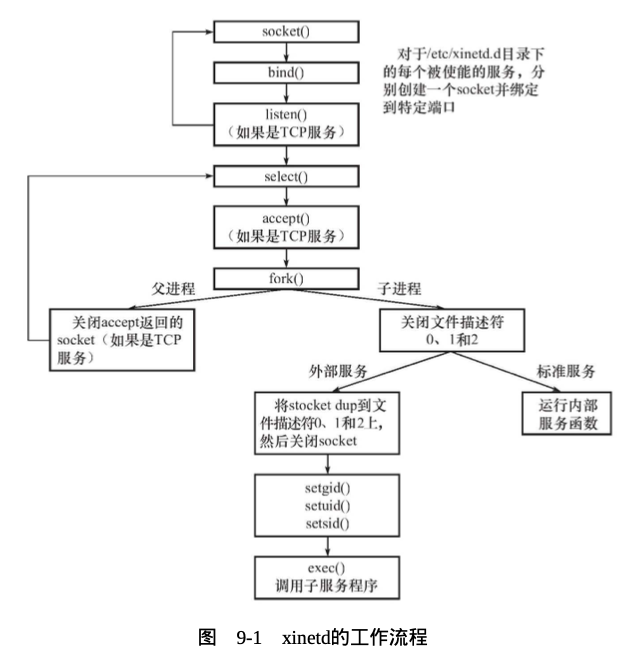 socket()
对于/etc/xinetd.d目录下
的每个被使能的服务，分
别创建一个socket并绑定
到特定端口
bind()
listen()
（如果是TCP服务）
select()
accept()
（如果是TCP服务）
fork()
父进程
子进程
关闭accept返回的
socket（如果是TCP
服务）
关闭文件描述符
0、1和2
外部服务
标准服务
将stocket dup到文
件描述符0、1和2上，
然后关闭socket
运行内部
服务函数
setgid()
setuid()
setsid()
exec()
调用子服务程序
图 9-1 xinetd的工作流程